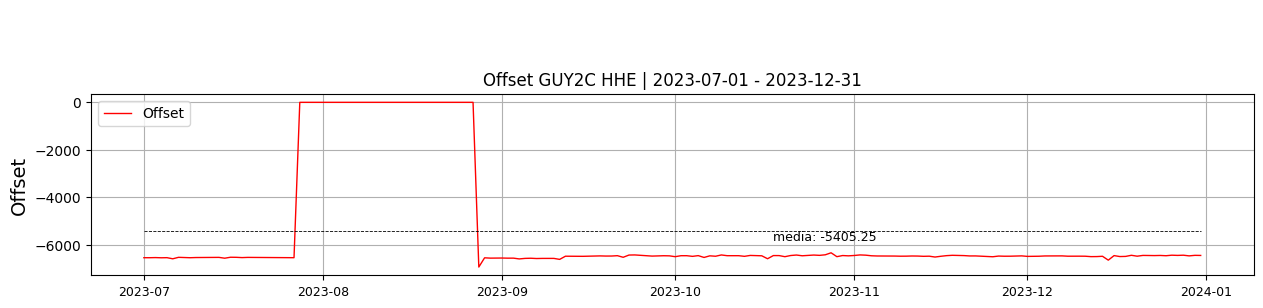 Offset GUY2C HHE | 2023-07-01 - 2023-12-31
0
−2000
−4000
−6000
Offset
Offset
media: -5405.25
2023-07
2023-08
2023-09
2023-10
2023-11
2023-12
2024-01